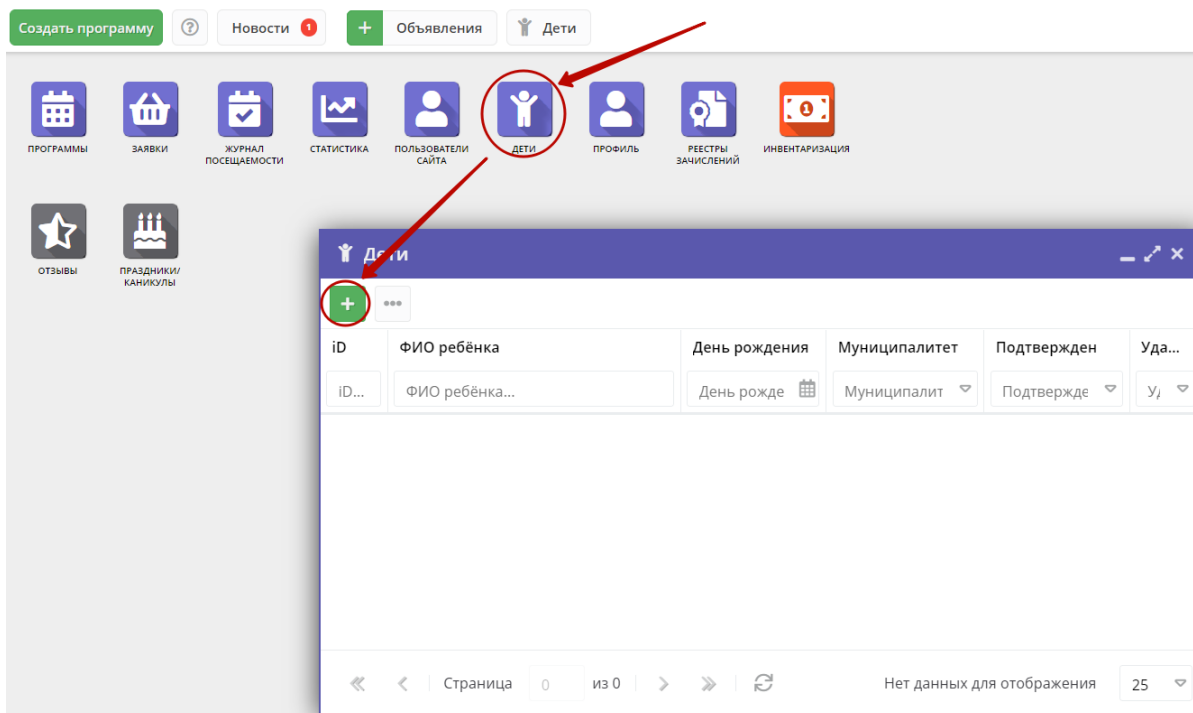 Создать программу
?
Новости 1
+ Объявления
Дети
ПРОГРАММЫ
ЗАЯВКИ
ЖУРНАЛ
ПОСЕЩАЕМОСТИ
СТАТИСТИКА
ПОЛЬЗОВАТЕЛИ
САЙТА
ДЕТИ
ПРОФИЛЬ
РЕЕСТРЫ
ЗАЧИСЛЕНИЙ
1
ИНВЕНТАРИЗАЦИЯ
ОТЗЫВЫ
ПРАЗДНИКИ/
КАНИКУЛЫ
Дети
+ •••
iD ФИО ребёнка День рождения Муниципалитет Подтвержден Уда...
iD... ФИО ребёнка... День рожде Муниципалит Подтвержде
Страница 0 из 0 Нет данных для отображения 25